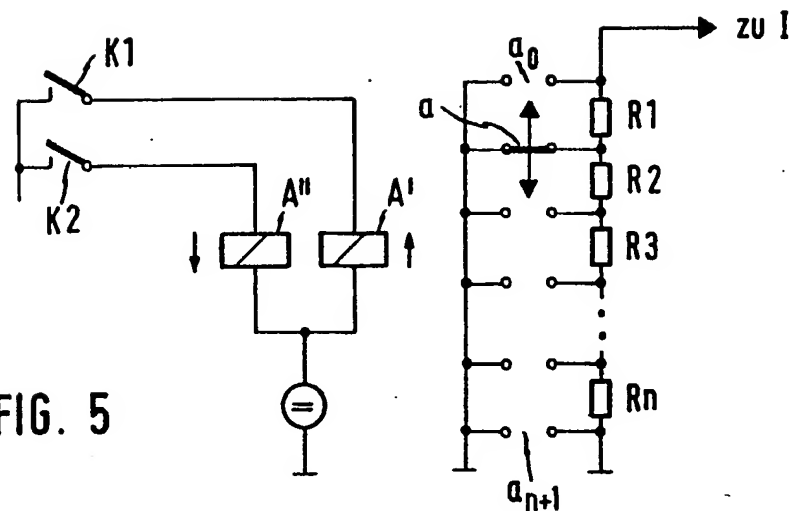 K1
K2
A"
A'
=
FIG. 5
zu I
a₀
a
R1
R2
R3
Rn
aₙ₊₁